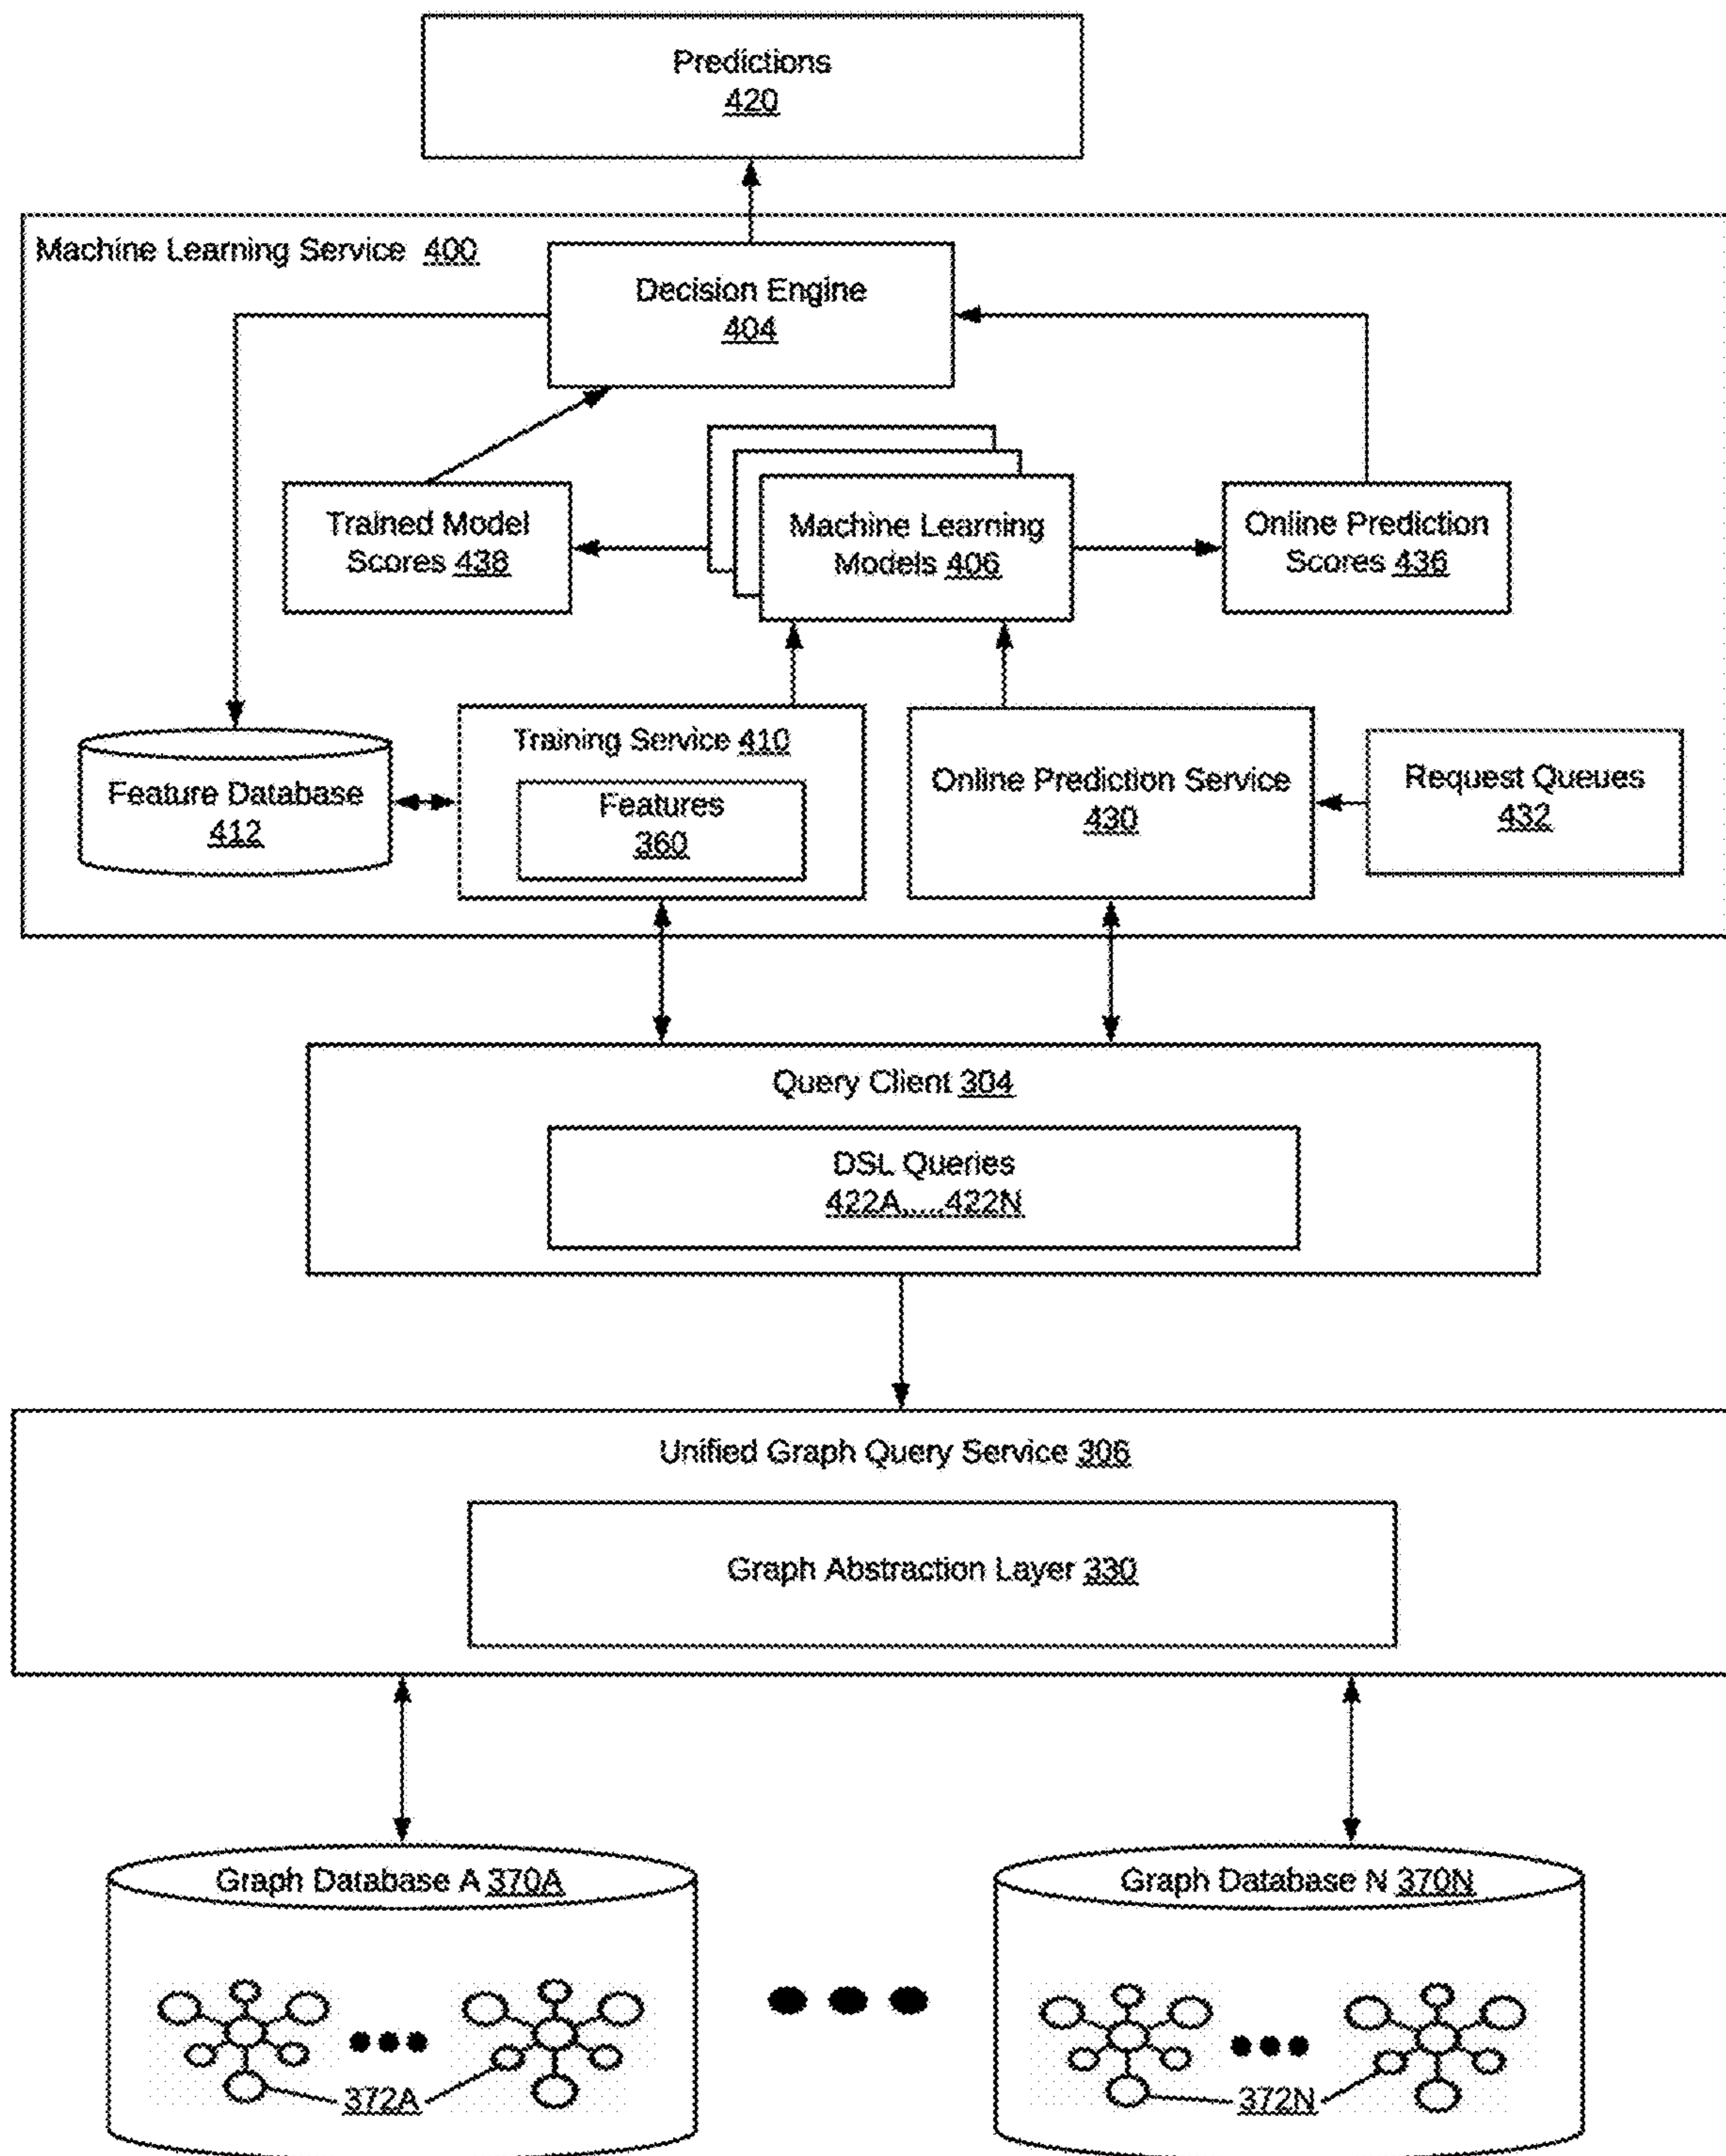 Predictions
420
Machine Learning Service 400
Decision Engine
404
Trained Model
Scores 438
Machine Learning
Models 406
Online Prediction
Scores 436
Feature Database
412
Training Service 410
Features
360
Online Prediction Service
430
Request Queues
432
Query Client 304
DSL Queries
422A.....422N
Unified Graph Query Service 306
Graph Abstraction Layer 330
Graph Database A 370A
Graph Database N 370N
372A
372N